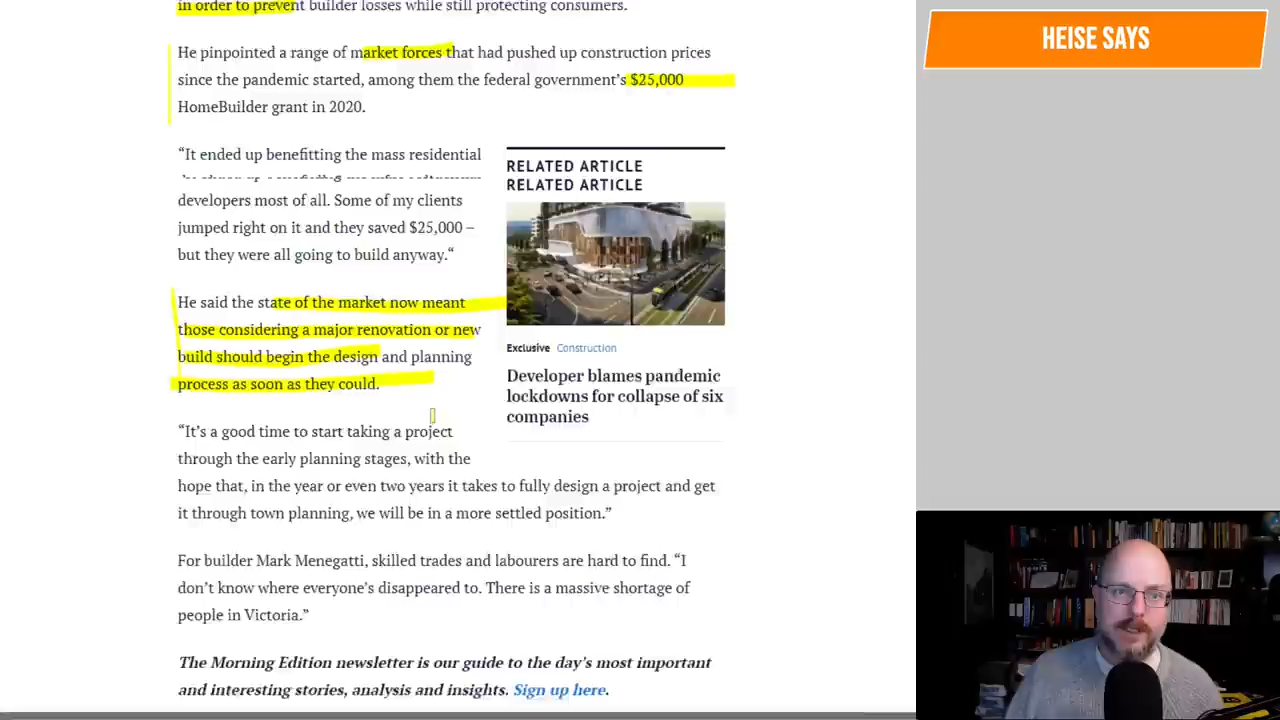 in order to prevent builder losses while still protecting consumers.
HEISE SAYS
He pinpointed a range of market forces that had pushed up construction prices
since the pandemic started, among them the federal government’s $25,000
HomeBuilder grant in 2020.
“It ended up benefitting the mass residential
developers most of all. Some of my clients
jumped right on it and they saved $25,000 –
but they were all going to build anyway.“
RELATED ARTICLE
RELATED ARTICLE
Exclusive Construction
Developer blames pandemic
lockdowns for collapse of six
companies
He said the state of the market now meant
those considering a major renovation or new
build should begin the design and planning
process as soon as they could.
“It’s a good time to start taking a project
through the early planning stages, with the
hope that, in the year or even two years it takes to fully design a project and get
it through town planning, we will be in a more settled position.”
For builder Mark Menegatti, skilled trades and labourers are hard to find. “I
don’t know where everyone’s disappeared to. There is a massive shortage of
people in Victoria.”
The Morning Edition newsletter is our guide to the day’s most important
and interesting stories, analysis and insights. Sign up here.